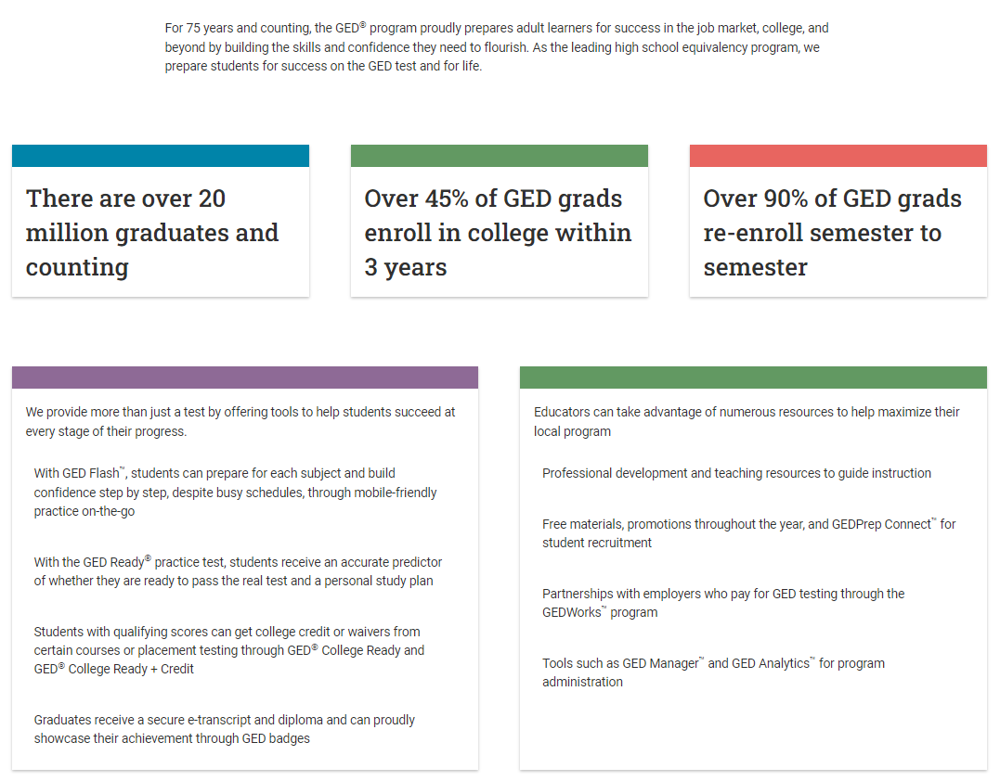 For 75 years and counting, the GED® program proudly prepares adult learners for success in the job market, college, and
beyond by building the skills and confidence they need to flourish. As the leading high school equivalency program, we
prepare students for success on the GED test and for life.
There are over 20
million graduates and
counting
Over 45% of GED grads
enroll in college within
3 years
Over 90% of GED grads
re-enroll semester to
semester
We provide more than just a test by offering tools to help students succeed at
every stage of their progress.
With GED Flash™, students can prepare for each subject and build
confidence step by step, despite busy schedules, through mobile-friendly
practice on-the-go
With the GED Ready® practice test, students receive an accurate predictor
of whether they are ready to pass the real test and a personal study plan
Students with qualifying scores can get college credit or waivers from
certain courses or placement testing through GED® College Ready and
GED® College Ready + Credit
Graduates receive a secure e-transcript and diploma and can proudly
showcase their achievement through GED badges
Educators can take advantage of numerous resources to help maximize their
local program
Professional development and teaching resources to guide instruction
Free materials, promotions throughout the year, and GEDPrep Connect™ for
student recruitment
Partnerships with employers who pay for GED testing through the
GEDWorks™ program
Tools such as GED Manager™ and GED Analytics™ for program
administration